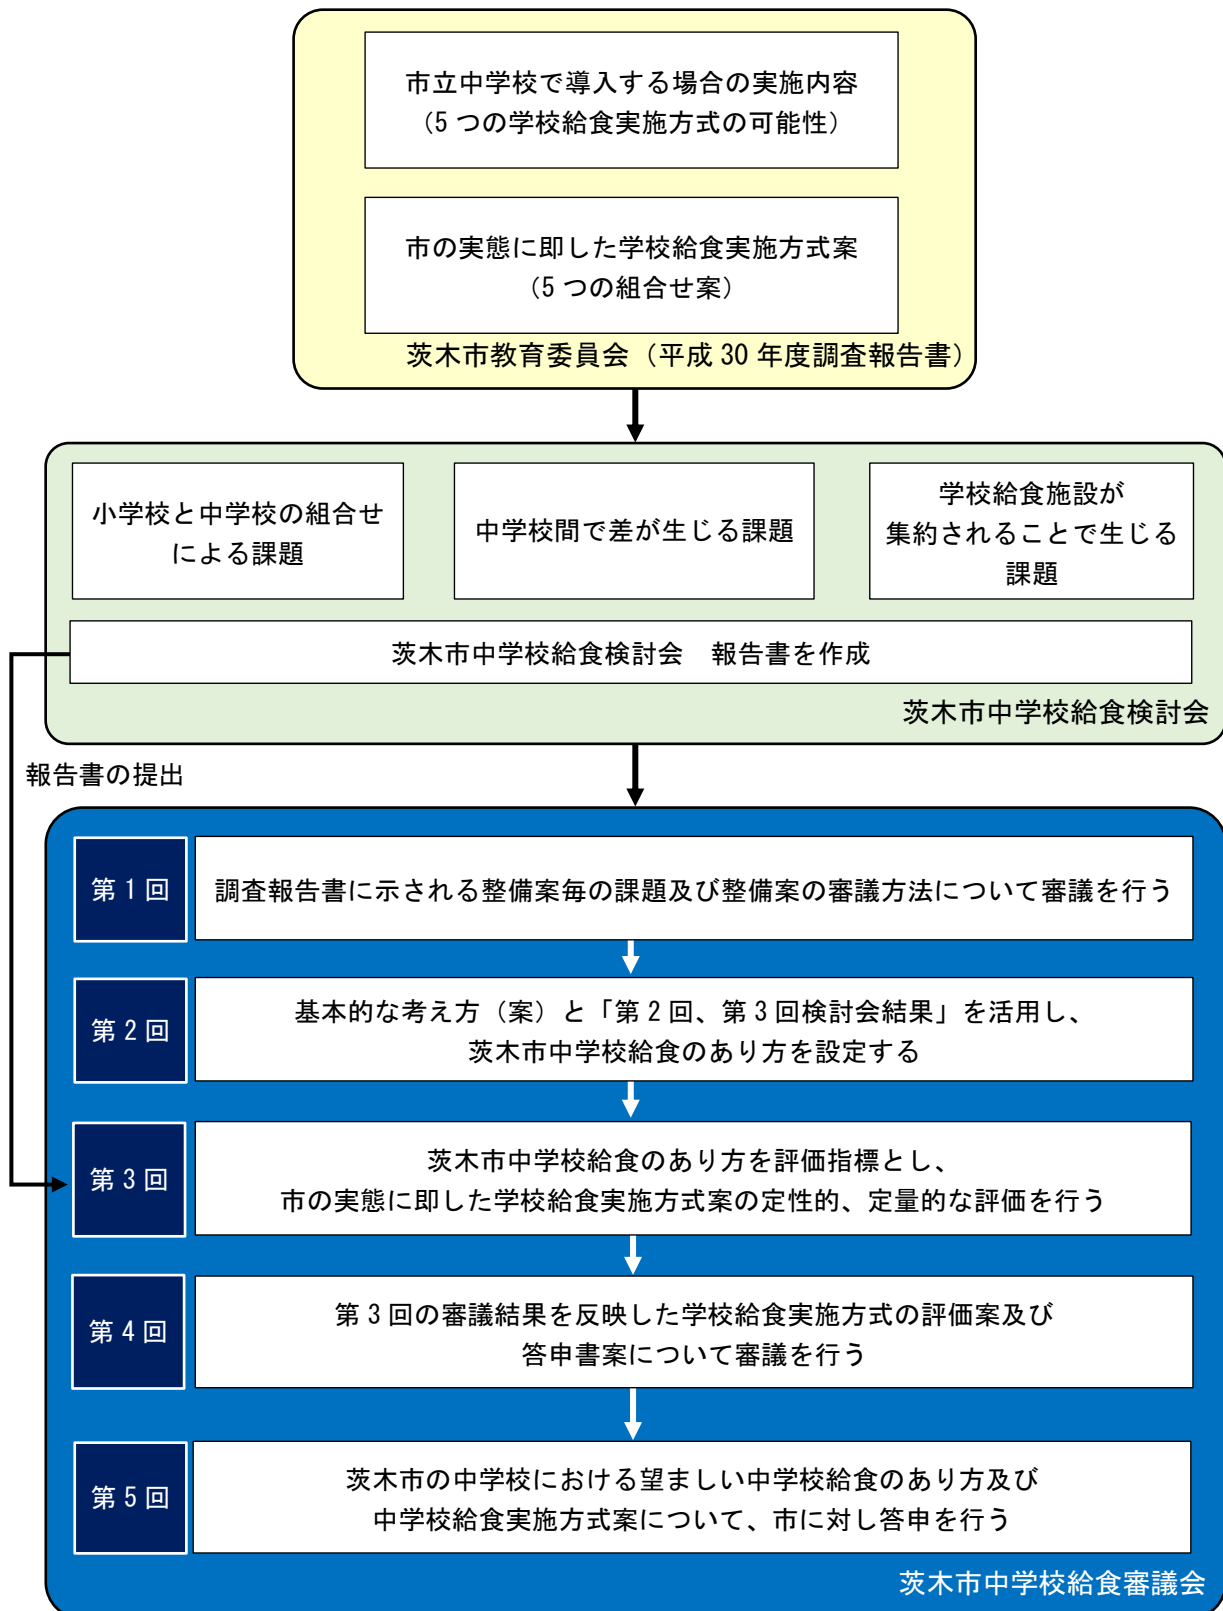 市立中学校で導入する場合の実施内容
（5 つの学校給食実施方式の可能性）
市の実態に即した学校給食実施方式案
（5 つの組合せ案）
茨木市教育委員会（平成 30 年度調査報告書）
小学校と中学校の組合せ
による課題
中学校間で差が生じる課題
学校給食施設が
集約されることで生じる
課題
茨木市中学校給食検討会　報告書を作成
茨木市中学校給食検討会
報告書の提出
第 1 回
調査報告書に示される整備案毎の課題及び整備案の審議方法について審議を行う
第 2 回
基本的な考え方（案）と「第 2 回、第 3 回検討会結果」を活用し、
茨木市中学校給食のあり方を設定する
第 3 回
茨木市中学校給食のあり方を評価指標とし、
市の実態に即した学校給食実施方式案の定性的、定量的な評価を行う
第 4 回
第 3 回の審議結果を反映した学校給食実施方式の評価案及び
答申書案について審議を行う
第 5 回
茨木市の中学校における望ましい中学校給食のあり方及び
中学校給食実施方式案について、市に対し答申を行う
茨木市中学校給食審議会